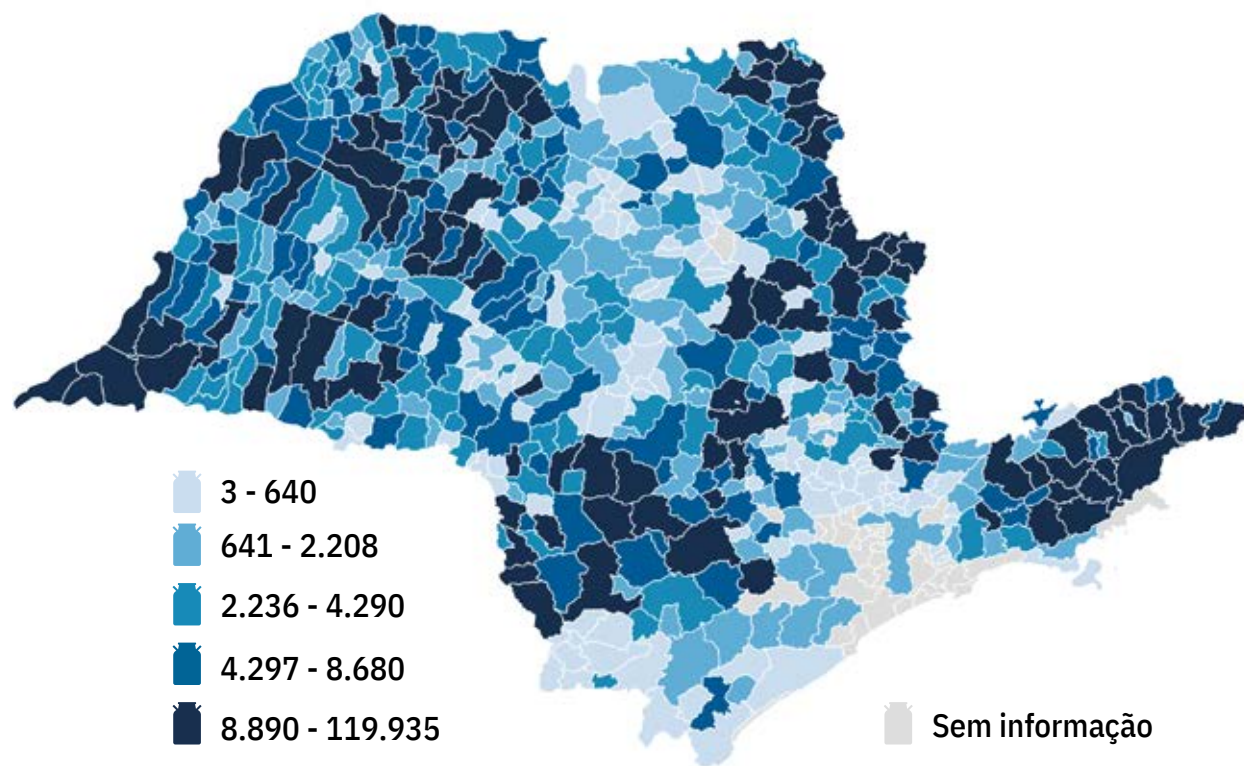 3 - 640
641 - 2.208
2.236 - 4.290
4.297 - 8.680
8.890 - 119.935
Sem informação